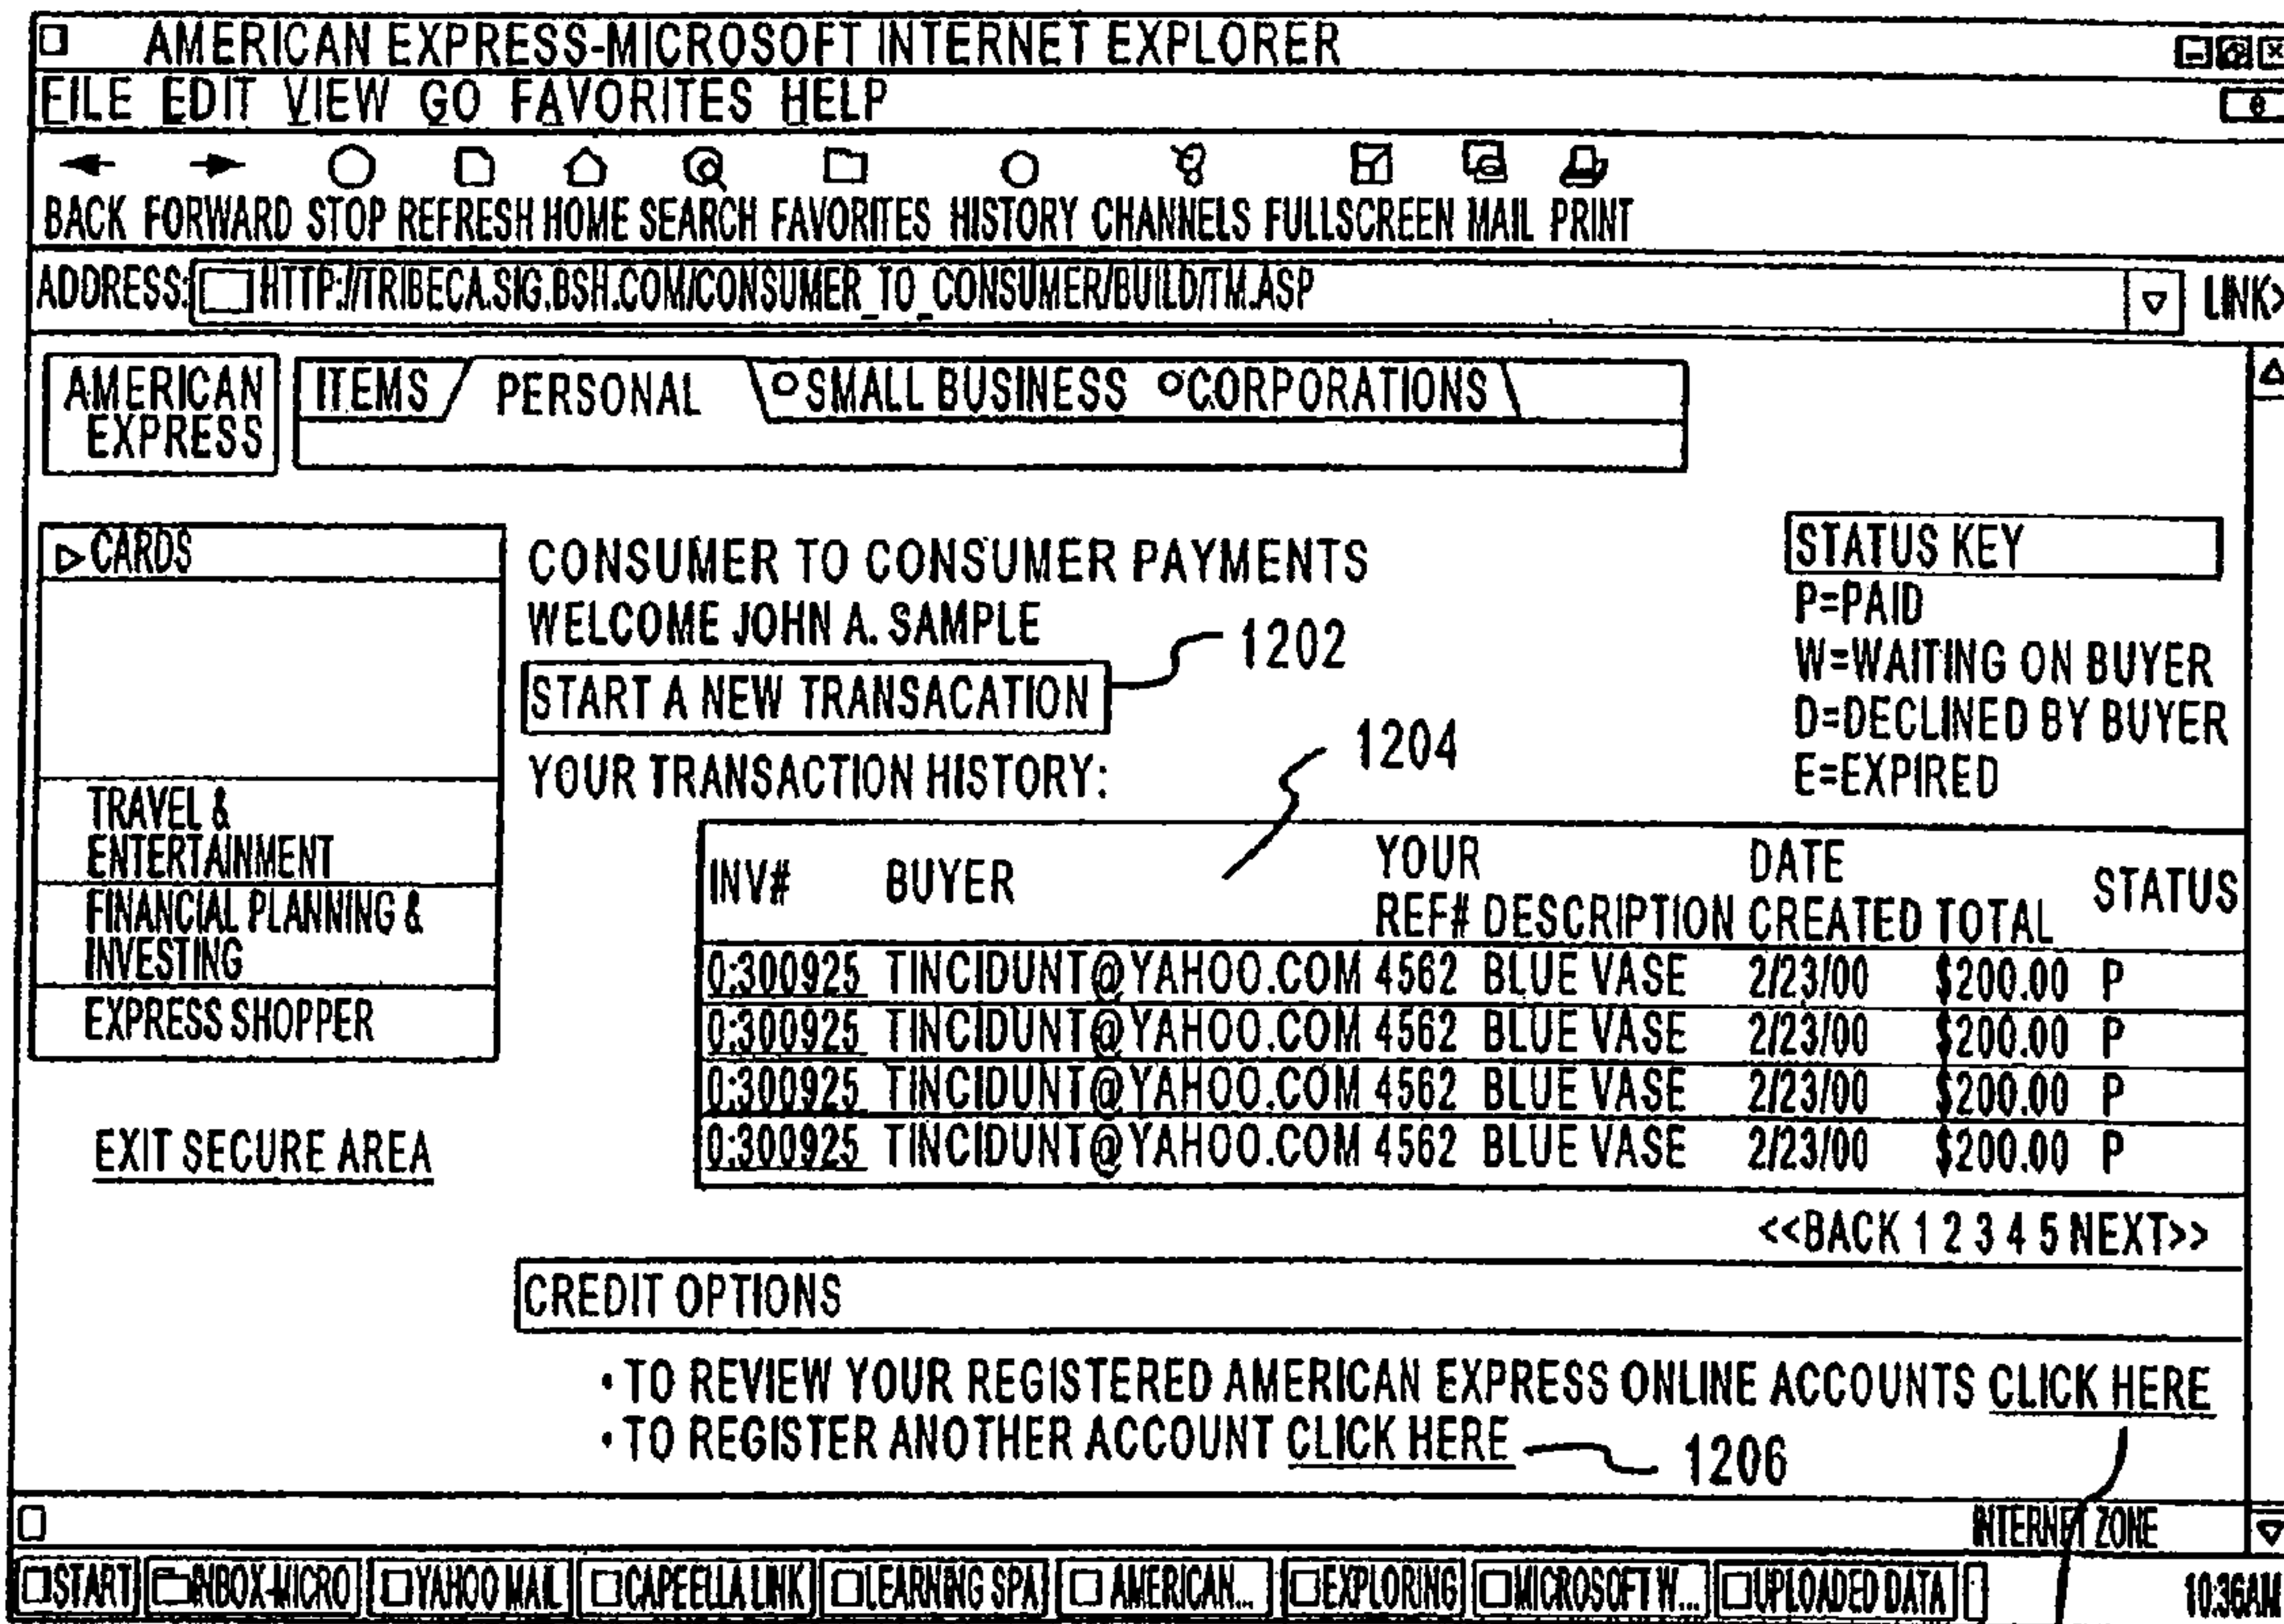 AMERICAN EXPRESS-MICROSOFT INTERNET EXPLORER
FILE EDIT VIEW GO FAVORITES HELP
e
BACK FORWARD STOP REFRESH HOME SEARCH FAVORITES HISTORY CHANNELS FULLSCREEN MAIL PRINT
ADDRESS: HTTP://TRIBECA.SIG.BSH.COM/CONSUMER_TO_CONSUMER/BUILD/TM.ASP LINK>
AMERICAN EXPRESS
ITEMS PERSONAL SMALL BUSINESS CORPORATIONS
CARDS
TRAVEL &
ENTERTAINMENT
FINANCIAL PLANNING &
INVESTING
EXPRESS SHOPPER
EXIT SECURE AREA
CONSUMER TO CONSUMER PAYMENTS
WELCOME JOHN A. SAMPLE
START A NEW TRANSACATION 1202
YOUR TRANSACTION HISTORY: 1204
STATUS KEY
P=PAID
W=WAITING ON BUYER
D=DECLINED BY BUYER
E=EXPIRED
INV# BUYER YOUR REF# DESCRIPTION DATE CREATED TOTAL STATUS
0:300925 TINCIDUNT@YAHOO.COM 4562 BLUE VASE 2/23/00 $200.00 P
0:300925 TINCIDUNT@YAHOO.COM 4562 BLUE VASE 2/23/00 $200.00 P
0:300925 TINCIDUNT@YAHOO.COM 4562 BLUE VASE 2/23/00 $200.00 P
0:300925 TINCIDUNT@YAHOO.COM 4562 BLUE VASE 2/23/00 $200.00 P
<<BACK 1 2 3 4 5 NEXT>>
CREDIT OPTIONS
• TO REVIEW YOUR REGISTERED AMERICAN EXPRESS ONLINE ACCOUNTS CLICK HERE
• TO REGISTER ANOTHER ACCOUNT CLICK HERE 1206
INTERNET ZONE
START INBOX-MICRO YAHOO MAIL CAPEELLA LINK LEARNING SPA AMERICAN... EXPLORING MICROSOFT W... UPLOADED DATA 10:36AM